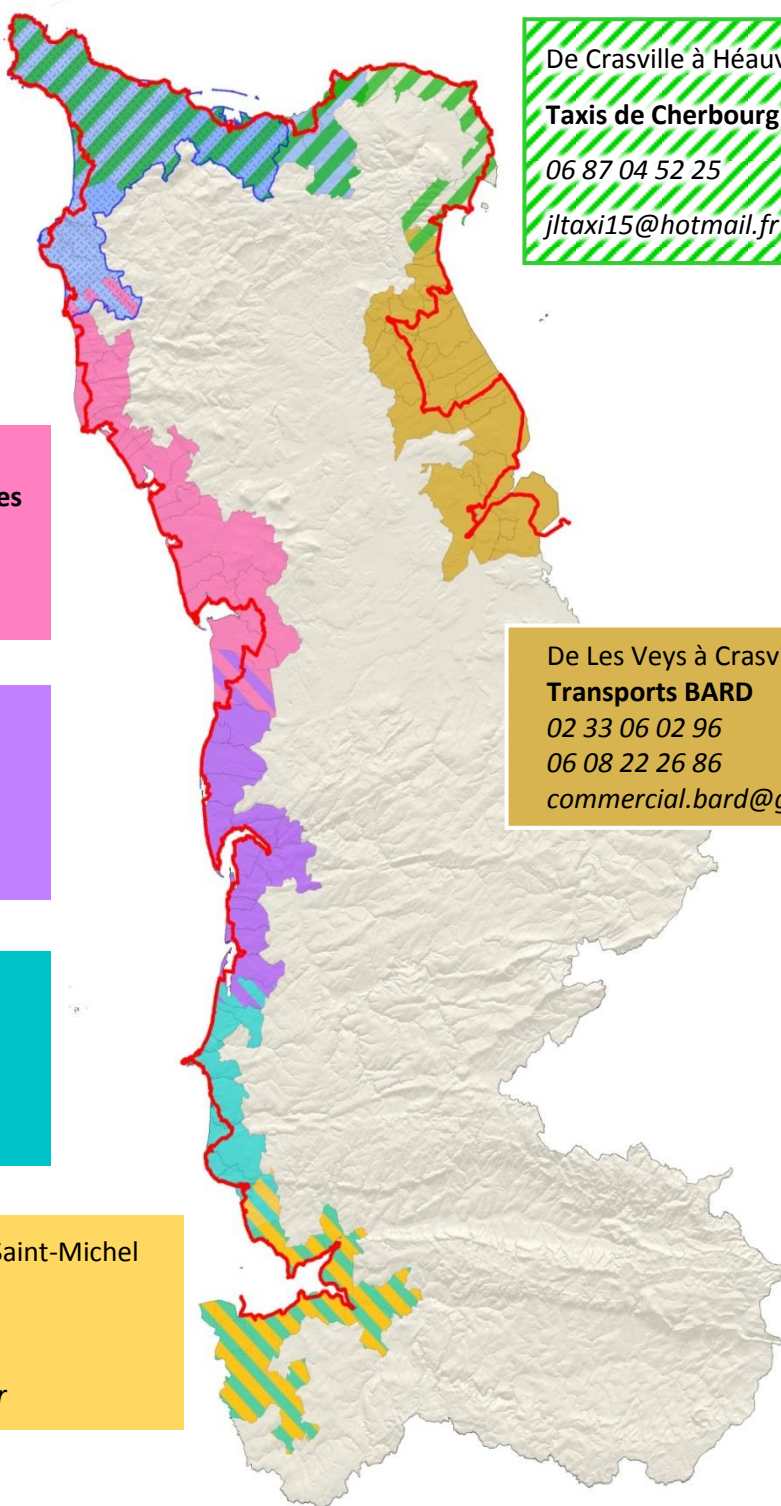 De Crasville à Héauv
Taxis de Cherbourg
06 87 04 52 25
jltaxi15@hotmail.fr
es
De Les Veys à Crasv
Transports BARD
02 33 06 02 96
06 08 22 26 86
commercial.bard@g
Saint-Michel
r